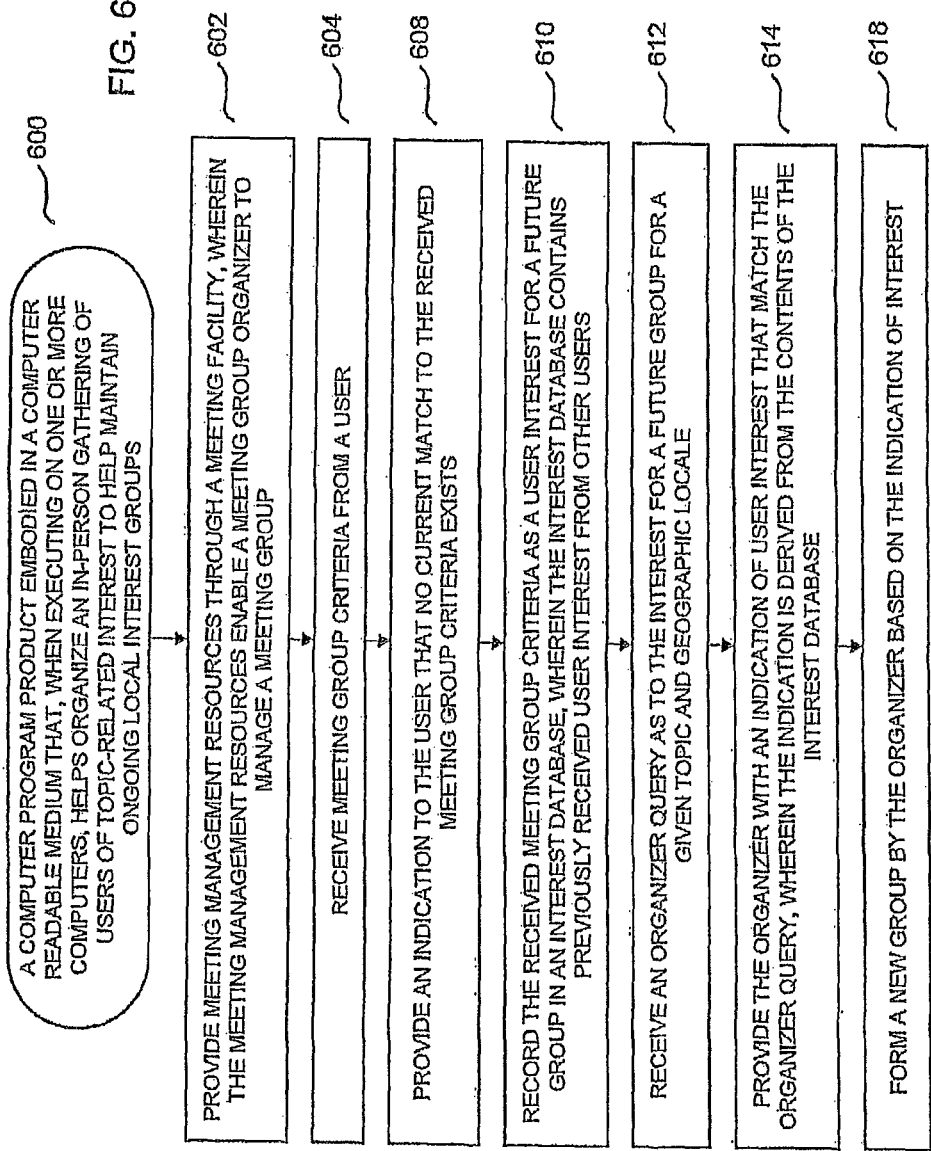 FIG. 6
600
A COMPUTER PROGRAM PRODUCT EMBODIED IN A COMPUTER
READABLE MEDIUM THAT, WHEN EXECUTING ON ONE OR MORE
COMPUTERS, HELPS ORGANIZE AN IN-PERSON GATHERING OF
USERS OF TOPIC-RELATED INTEREST TO HELP MAINTAIN
ONGOING LOCAL INTEREST GROUPS
PROVIDE MEETING MANAGEMENT RESOURCES THROUGH A MEETING FACILITY, WHEREIN
THE MEETING MANAGEMENT RESOURCES ENABLE A MEETING GROUP ORGANIZER TO
MANAGE A MEETING GROUP
602
RECEIVE MEETING GROUP CRITERIA FROM A USER
604
PROVIDE AN INDICATION TO THE USER THAT NO CURRENT MATCH TO THE RECEIVED
MEETING GROUP CRITERIA EXISTS
608
RECORD THE RECEIVED MEETING GROUP CRITERIA AS A USER INTEREST FOR A FUTURE
GROUP IN AN INTEREST DATABASE, WHEREIN THE INTEREST DATABASE CONTAINS
PREVIOUSLY RECEIVED USER INTEREST FROM OTHER USERS
610
RECEIVE AN ORGANIZER QUERY AS TO THE INTEREST FOR A FUTURE GROUP FOR A
GIVEN TOPIC AND GEOGRAPHIC LOCALE
612
PROVIDE THE ORGANIZER WITH AN INDICATION OF USER INTEREST THAT MATCH THE
ORGANIZER QUERY, WHEREIN THE INDICATION IS DERIVED FROM THE CONTENTS OF THE
INTEREST DATABASE
614
FORM A NEW GROUP BY THE ORGANIZER BASED ON THE INDICATION OF INTEREST
618